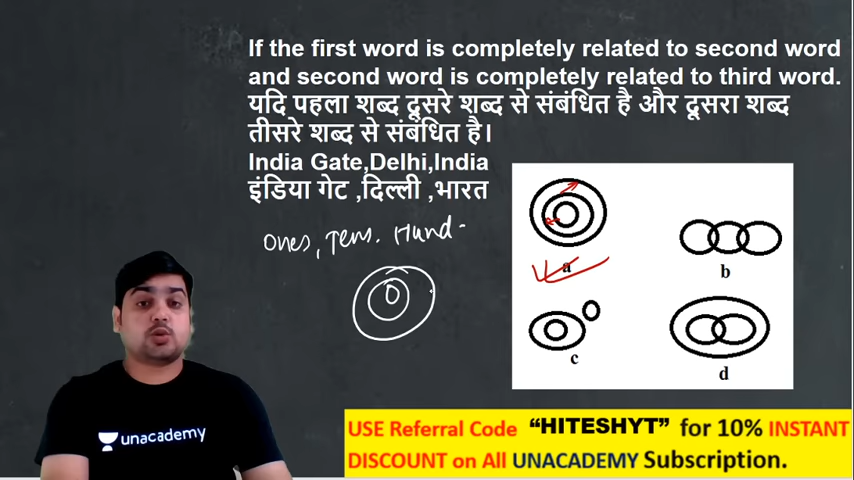 If the first word is completely related to second word
and second word is completely related to third word.
यदि पहला शब्द दूसरे शब्द से संबंधित है और दूसरा शब्द
तीसरे शब्द से संबंधित है।
India Gate,Delhi,India
इंडिया गेट ,दिल्ली ,भारत
Ones, Tens. Hund-
a
b
c
d
unacademy
USE Referral Code “HITESHYT” for 10% INSTANT
DISCOUNT on All UNACADEMY Subscription.